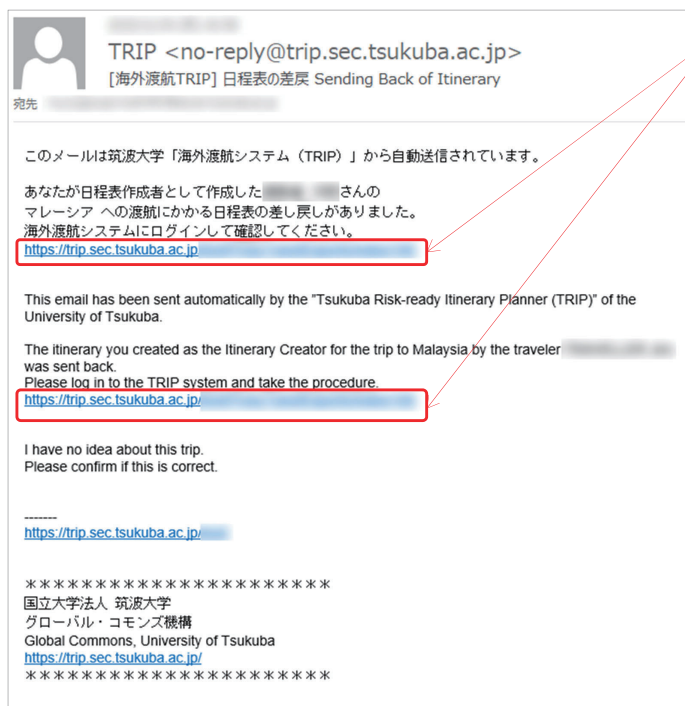 TRIP <no-reply@trip.sec.tsukuba.ac.jp>
[海外渡航TRIP] 日程表の差戻 Sending Back of Itinerary
宛先
このメールは筑波大学「海外渡航システム（TRIP）」から自動送信されています。
あなたが日程表作成者として作成した さんの
マレーシア への渡航にかかる日程表の差し戻しがありました。
海外渡航システムにログインして確認してください。
https://trip.sec.tsukuba.ac.jp
This email has been sent automatically by the "Tsukuba Risk-ready Itinerary Planner (TRIP)" of the
University of Tsukuba.
The itinerary you created as the Itinerary Creator for the trip to Malaysia by the traveler
was sent back.
Please log in to the TRIP system and take the procedure.
https://trip.sec.tsukuba.ac.jp/
I have no idea about this trip.
Please confirm if this is correct.
-------
https://trip.sec.tsukuba.ac.jp/
＊＊＊＊＊＊＊＊＊＊＊＊＊＊＊＊＊＊＊＊＊＊
国立大学法人 筑波大学
グローバル・コモンズ機構
Global Commons, University of Tsukuba
https://trip.sec.tsukuba.ac.jp/
＊＊＊＊＊＊＊＊＊＊＊＊＊＊＊＊＊＊＊＊＊＊